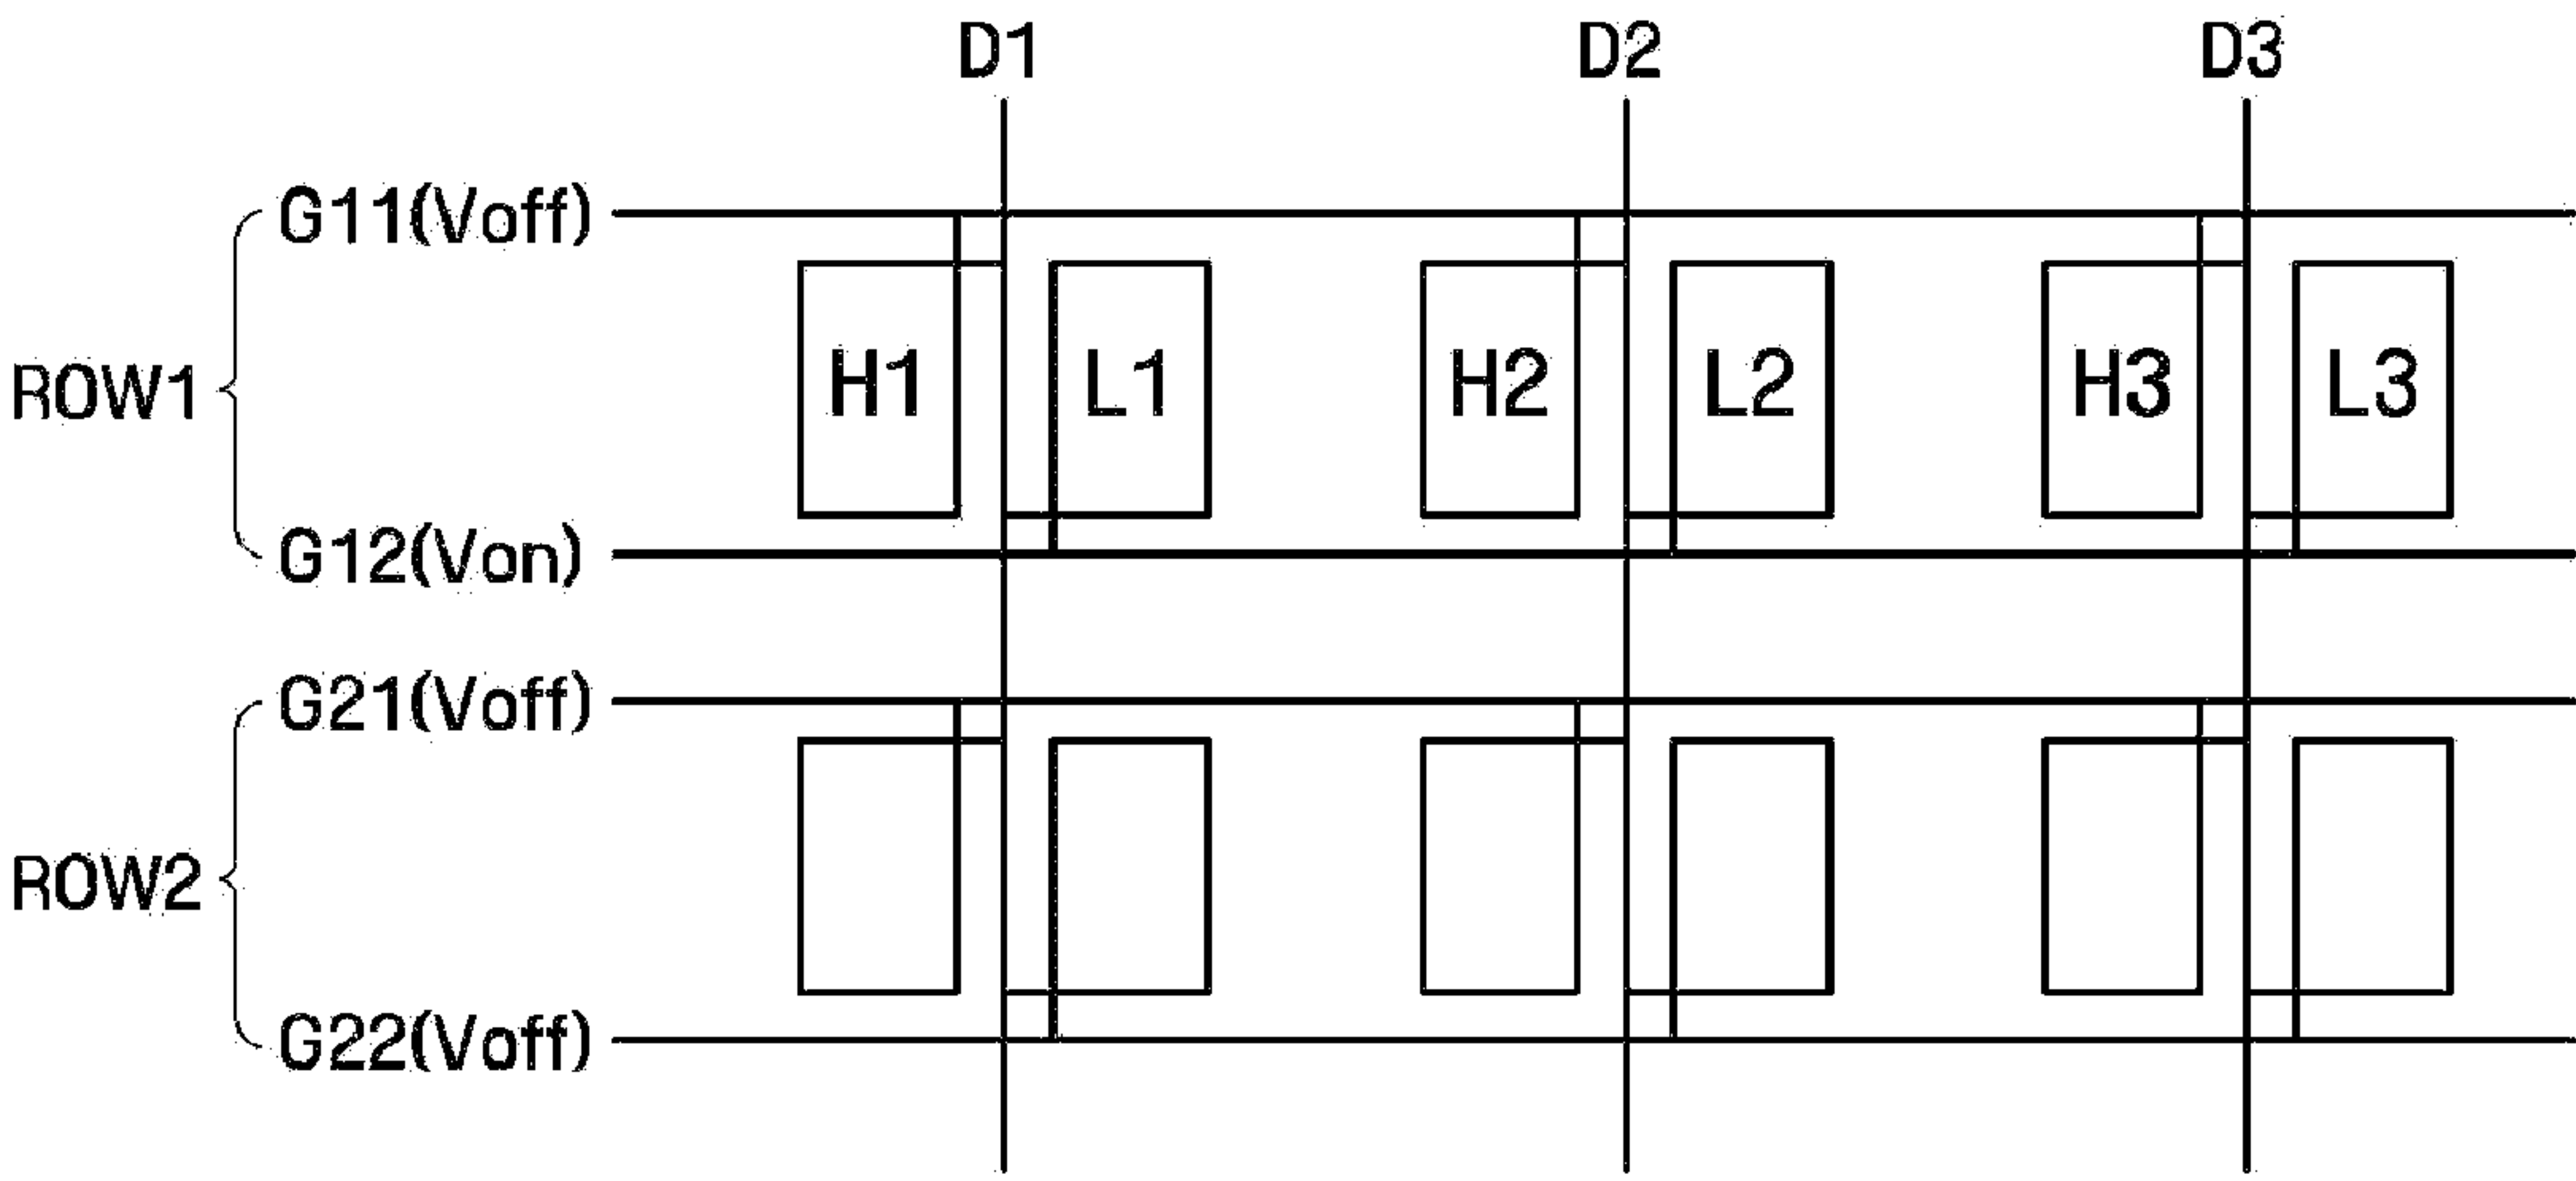 D1 D2 D3
G11(Voff)
ROW1 H1 L1 H2 L2 H3 L3
G12(Von)
G21(Voff)
ROW2
G22(Voff)